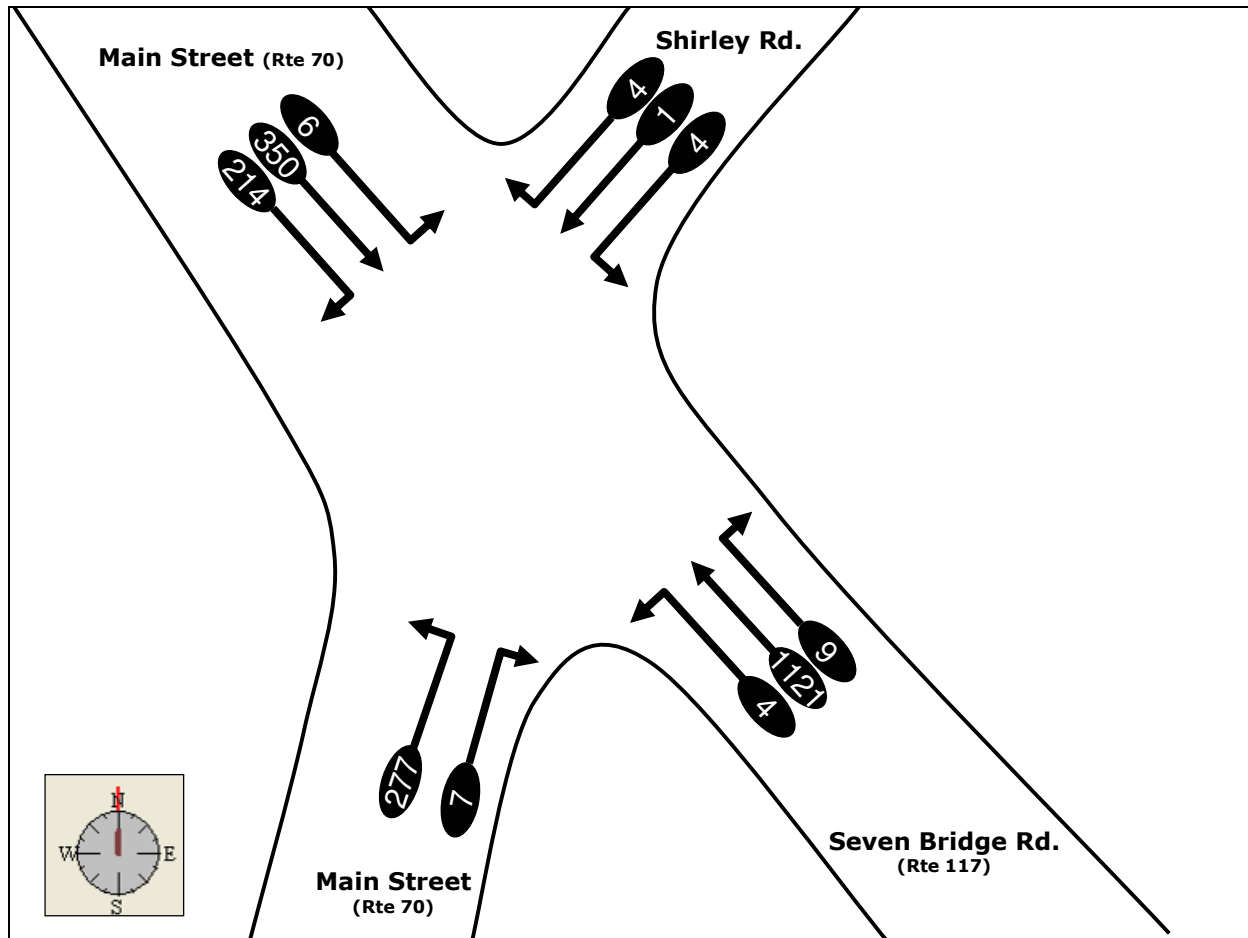 Main Street (Rte 70)
Shirley Rd.
6
350
214
4
1
4
9
1121
4
277
7
Seven Bridge Rd.
(Rte 117)
Main Street
(Rte 70)
N
W E
S